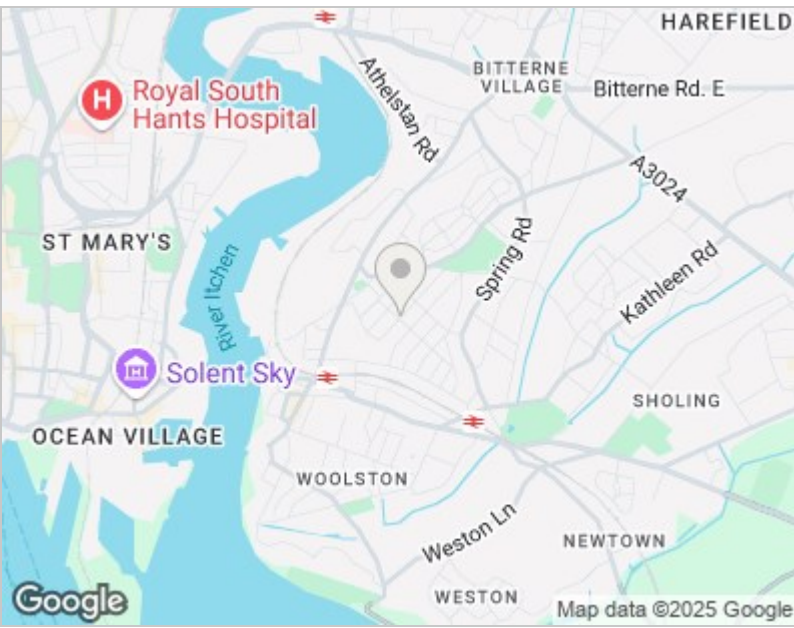 HAREFIELD
BITTERNE
VILLAGE
Bitterne Rd. E
Athelstan Rd
H
Royal South
Hants Hospital
A3024
ST MARY'S
Spring Rd
River Itchen
Kathleen Rd
Solent Sky
SHOLING
OCEAN VILLAGE
WOOLSTON
Weston Ln
NEWTOWN
WESTON
Google
Map data ©2025 Google